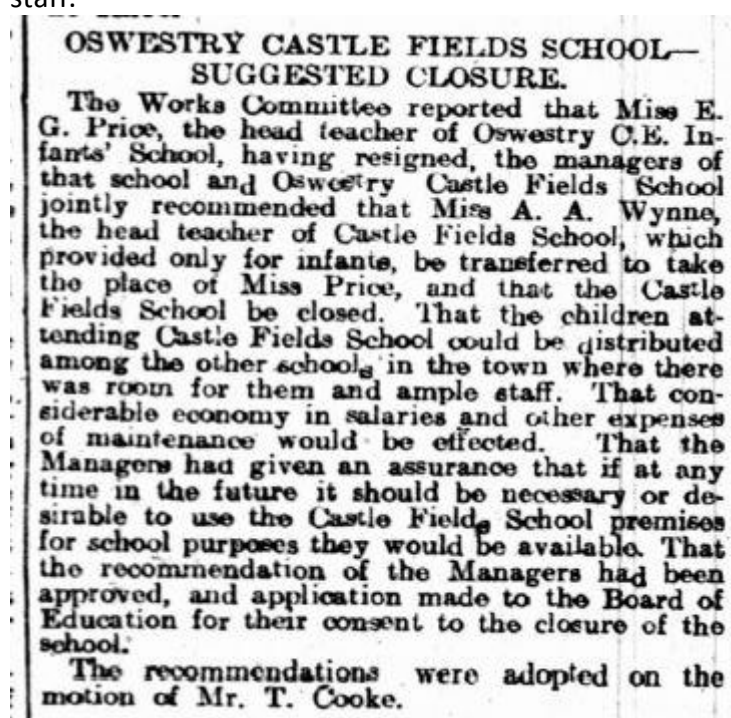 staff.
OSWESTRY CASTLE FIELDS SCHOOL—
SUGGESTED CLOSURE.
The Works Committee reported that Miss E.
G. Price, the head teacher of Oswestry C.E. In-
fants' School, having resigned, the managers of
that school and Oswestry Castle Fields School
jointly recommended that Miss A. A. Wynne,
the head teacher of Castle Fields School, which
provided only for infants, be transferred to take
the place of Miss Price, and that the Castle
Fields School be closed. That the children at-
tending Castle Fields School could be distributed
among the other schools in the town where there
was room for them and ample staff. That con-
siderable economy in salaries and other expenses
of maintenance would be effected. That the
Managers had given an assurance that if at any
time in the future it should be necessary or de-
sirable to use the Castle Fields School premises
for school purposes they would be available. That
the recommendation of the Managers had been
approved, and application made to the Board of
Education for their consent to the closure of the
school.
The recommendations were adopted on the
motion of Mr. T. Cooke.